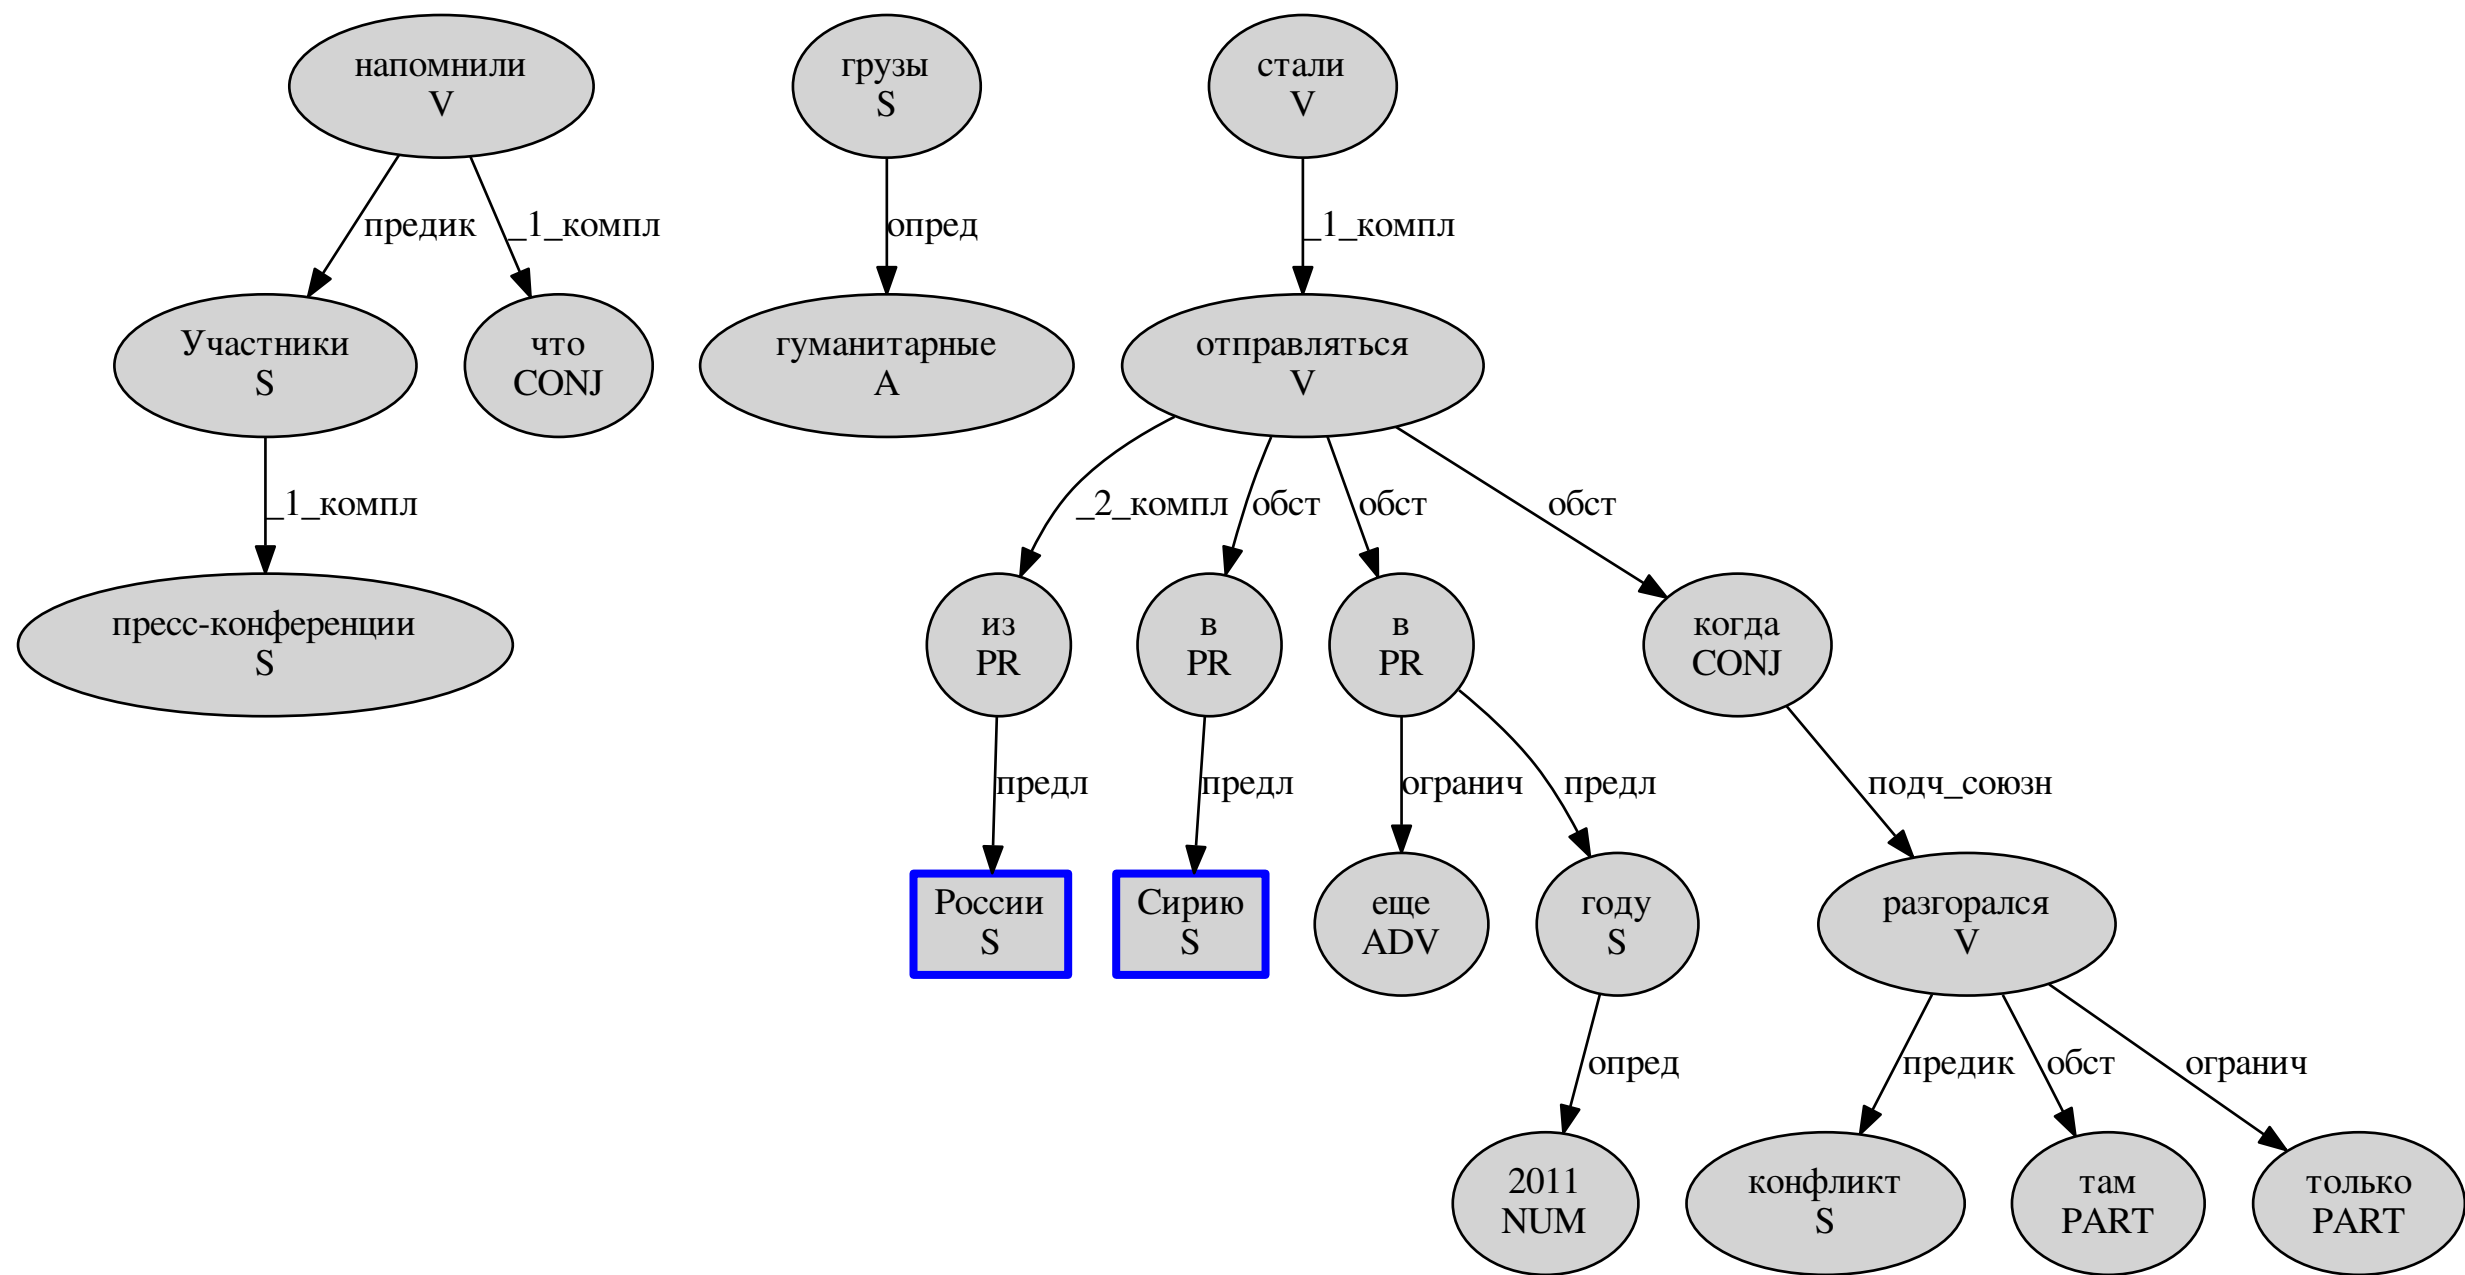 напомнили
V
грузы
S
стали
V
предик
_1_компл
опред
_1_компл
Участники
S
что
CONJ
гуманитарные
A
отправляться
V
_1_компл
_2_компл
обст
обст
обст
пресс-конференции
S
из
PR
в
PR
в
PR
когда
CONJ
предл
предл
огранич
предл
подч_союзн
России
S
Сирию
S
еще
ADV
году
S
разгорался
V
опред
предик
обст
огранич
2011
NUM
конфликт
S
там
PART
только
PART